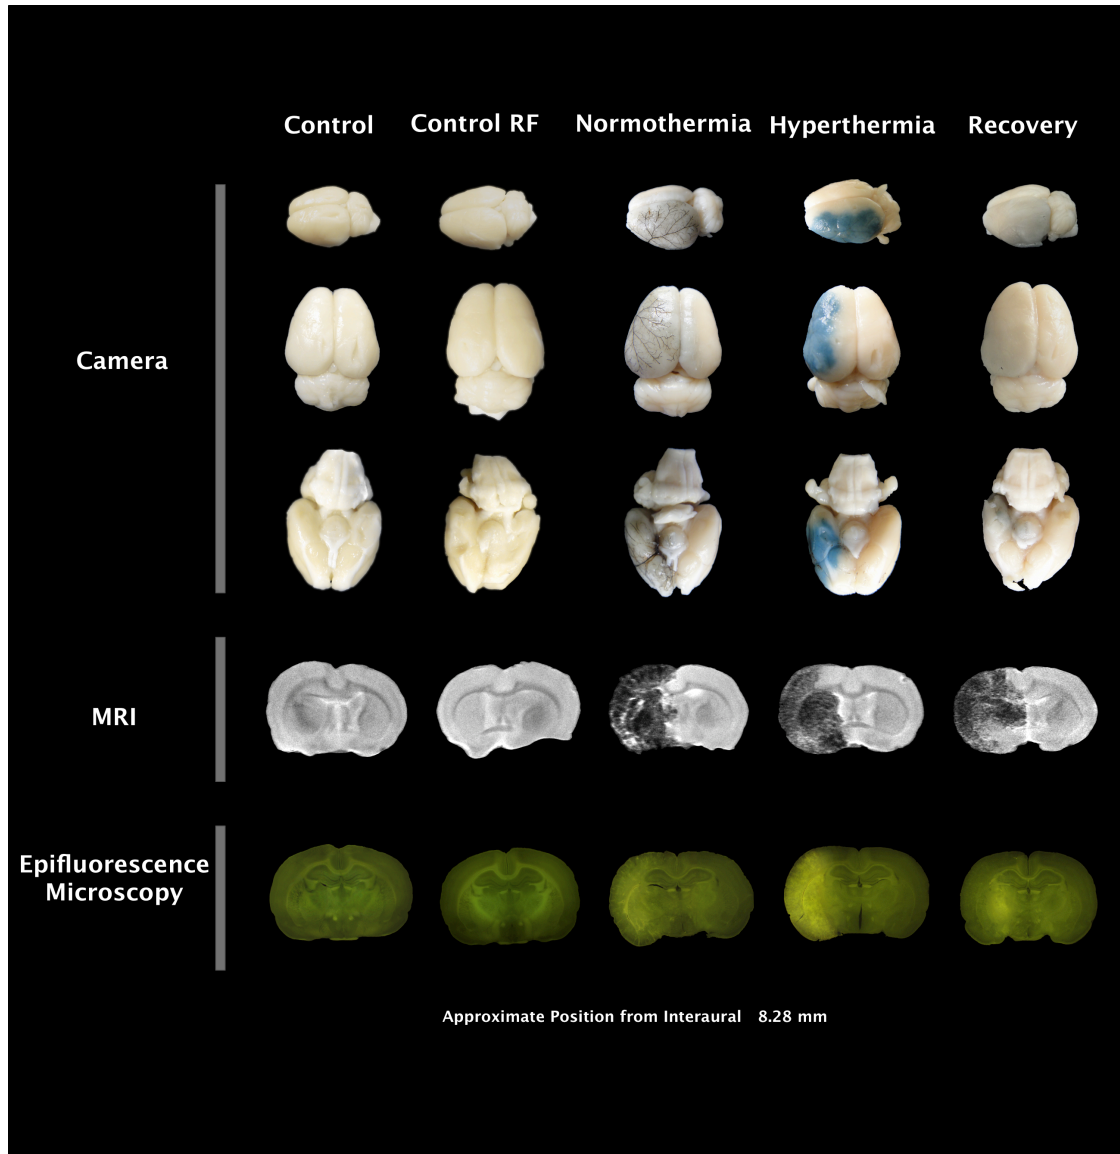 Control
Control RF
Normothermia
Hyperthermia
Recovery
Camera
MRI
Epifluorescence
Microscopy
Approximate Position from Interaural 8.28 mm